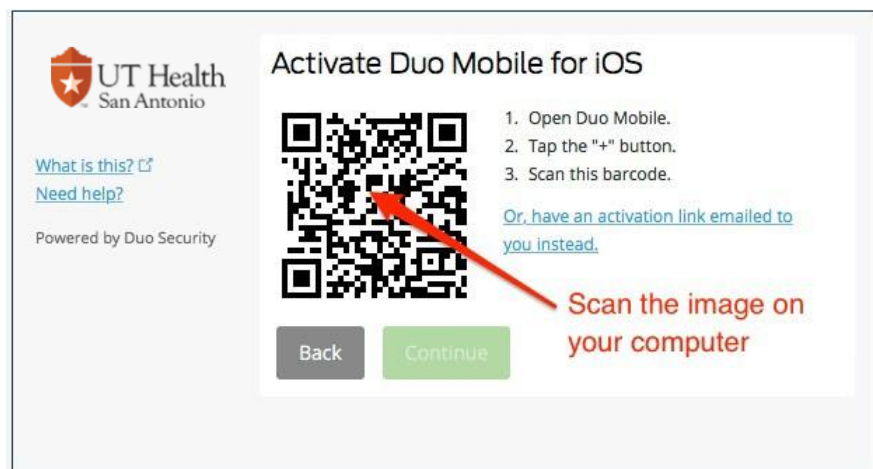 UT Health
San Antonio
What is this?
Need help?
Powered by Duo Security
Activate Duo Mobile for iOS
1. Open Duo Mobile.
2. Tap the "+" button.
3. Scan this barcode.
Or, have an activation link emailed to
you instead.
Scan the image on
your computer
Back
Continue